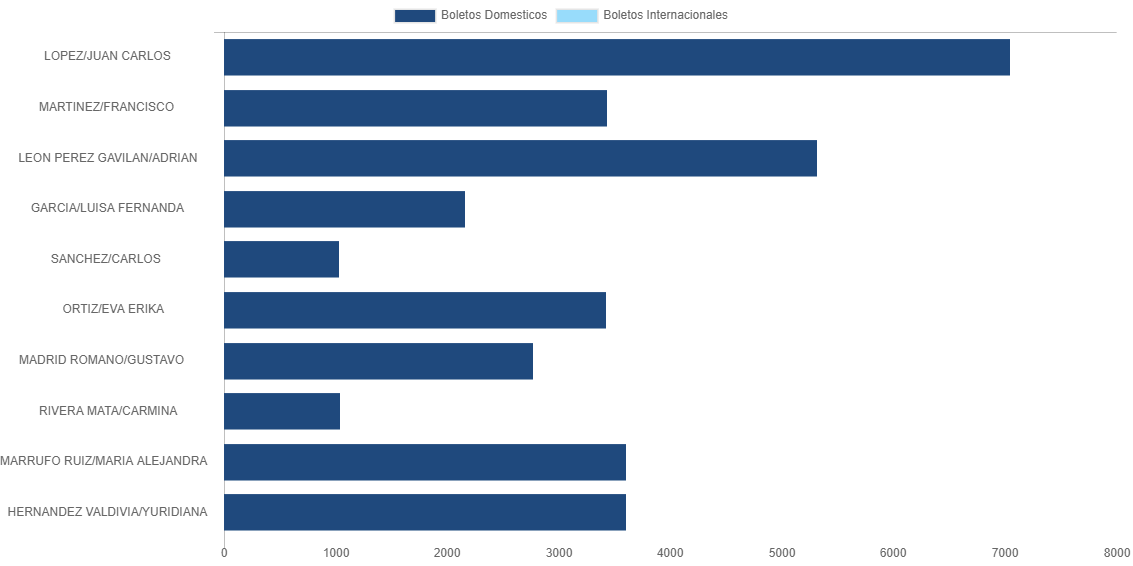 Boletos Domesticos Boletos Internacionales
LOPEZ/JUAN CARLOS
MARTINEZ/FRANCISCO
LEON PEREZ GAVILAN/ADRIAN
GARCIA/LUISA FERNANDA
SANCHEZ/CARLOS
ORTIZ/EVA ERIKA
MADRID ROMANO/GUSTAVO
RIVERA MATA/CARMINA
MARRUFO RUIZ/MARIA ALEJANDRA
HERNANDEZ VALDIVIA/YURIDIANA
0 1000 2000 3000 4000 5000 6000 7000 8000